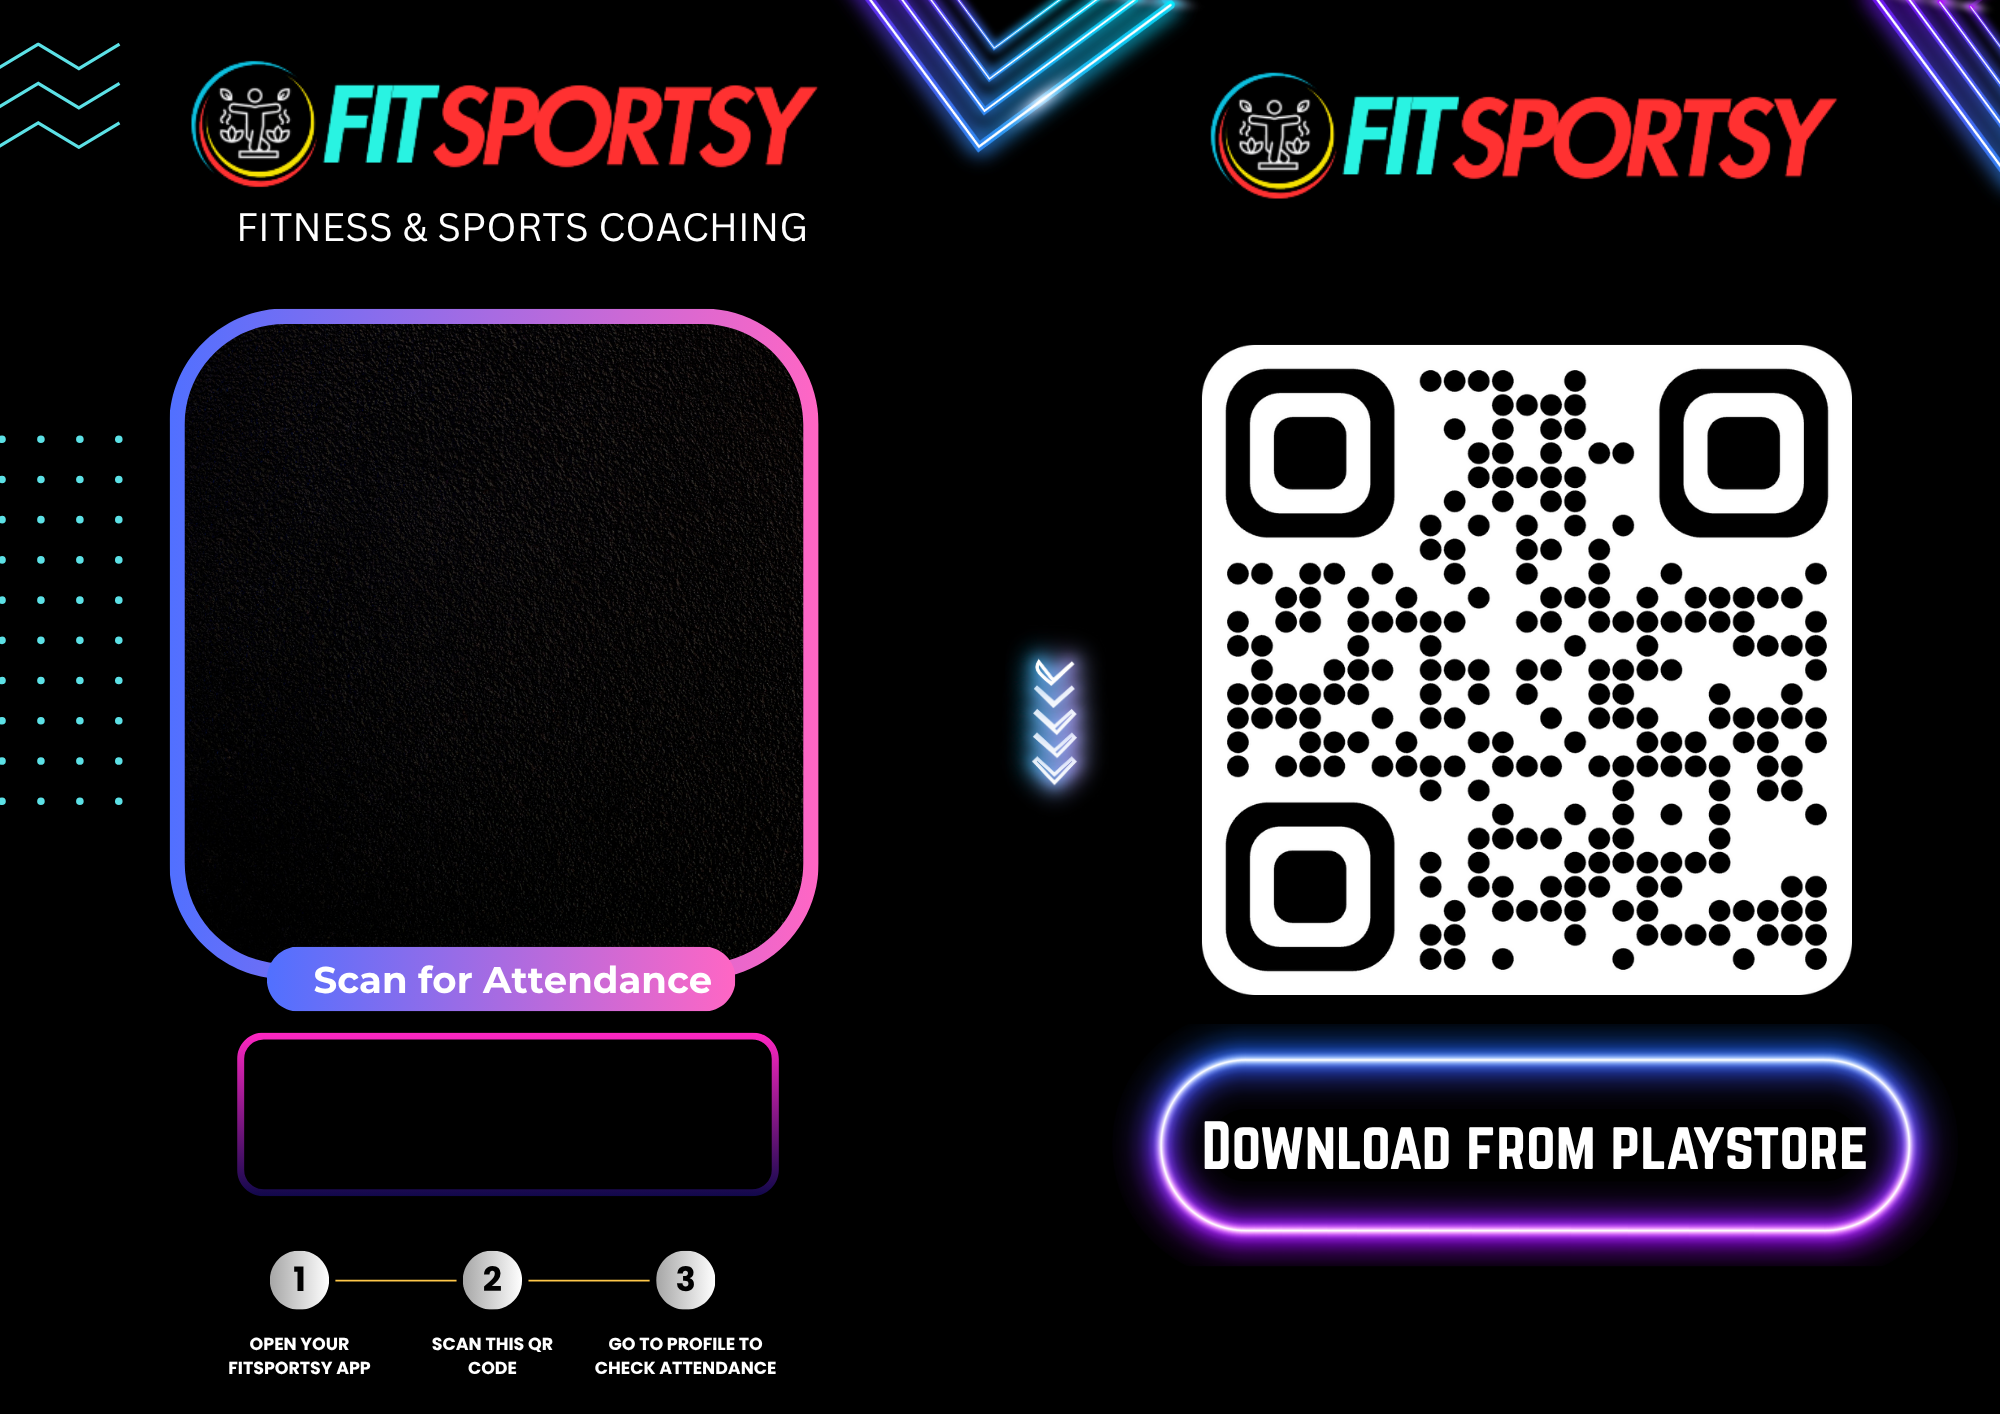 FITSPORTSY
FITNESS & SPORTS COACHING
Scan for Attendance
1
2
3
OPEN YOUR
FITSPORTSY APP
SCAN THIS QR
CODE
GO TO PROFILE TO
CHECK ATTENDANCE
FITSPORTSY
DOWNLOAD FROM PLAYSTORE